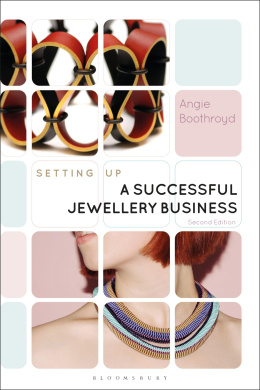 Angie
Boothroyd
SETTING UP
A SUCCESSFUL
JEWELLERY BUSINESS
Second Edition
BLOOMSBURY